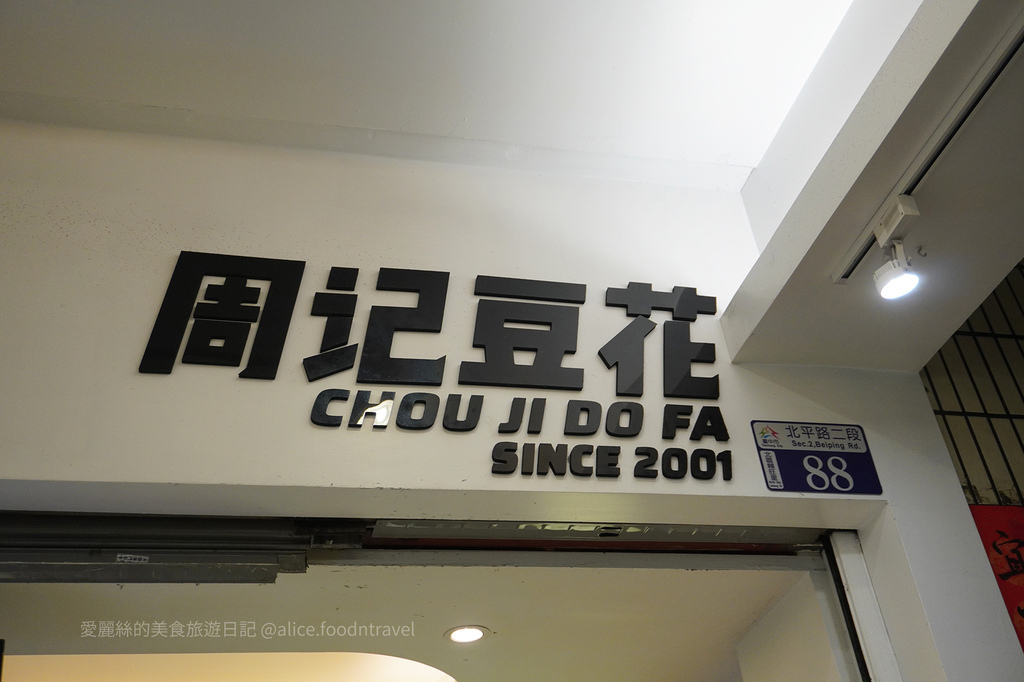 周记豆花
CHOU JI DO FA
SINCE 2001
北平路二段
Sec.2,Beiping Rd.
88
愛麗絲的美食旅遊日記 @alice.foodntravel